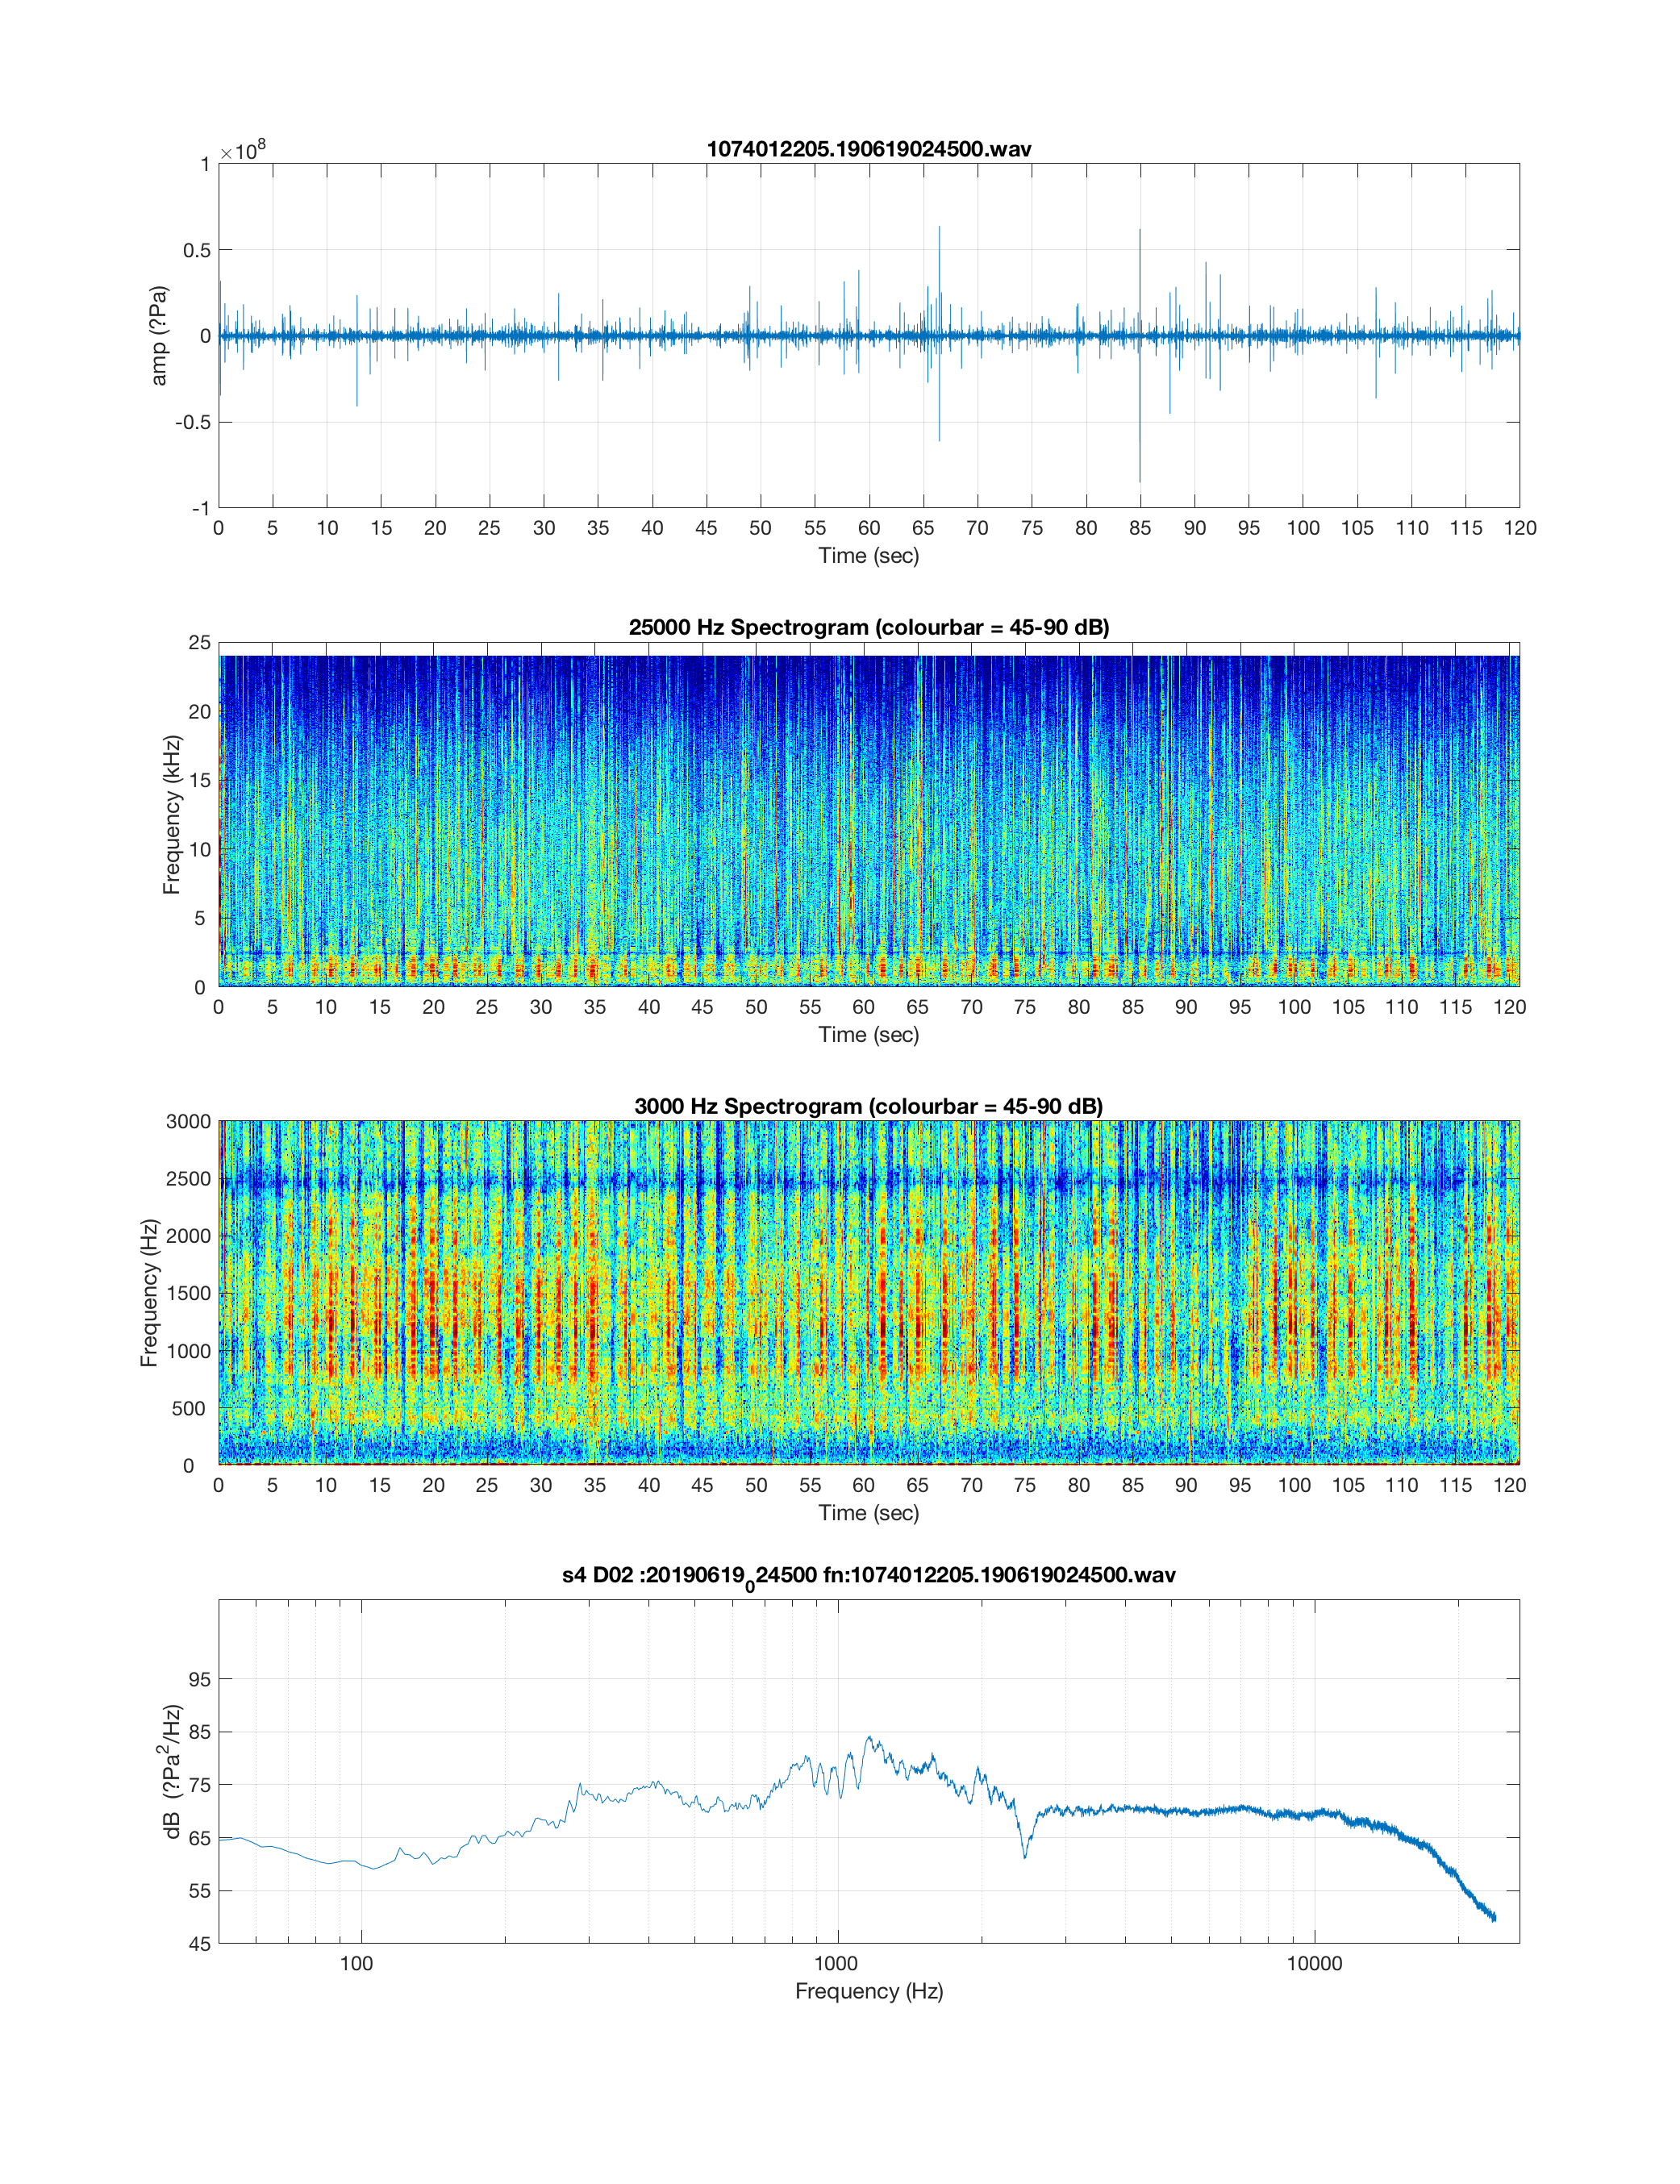 1074012205.190619024500.wav
×10^8
1
0.5
0
-0.5
-1
amp (?Pa)
0 5 10 15 20 25 30 35 40 45 50 55 60 65 70 75 80 85 90 95 100 105 110 115 120
Time (sec)
25000 Hz Spectrogram (colourbar = 45-90 dB)
25
20
15
10
5
0
Frequency (kHz)
0 5 10 15 20 25 30 35 40 45 50 55 60 65 70 75 80 85 90 95 100 105 110 115 120
Time (sec)
3000 Hz Spectrogram (colourbar = 45-90 dB)
3000
2500
2000
1500
1000
500
0
Frequency (Hz)
0 5 10 15 20 25 30 35 40 45 50 55 60 65 70 75 80 85 90 95 100 105 110 115 120
Time (sec)
s4 D02 :20190619_024500 fn:1074012205.190619024500.wav
95
85
75
65
55
45
dB (?Pa^2/Hz)
100 1000 10000
Frequency (Hz)